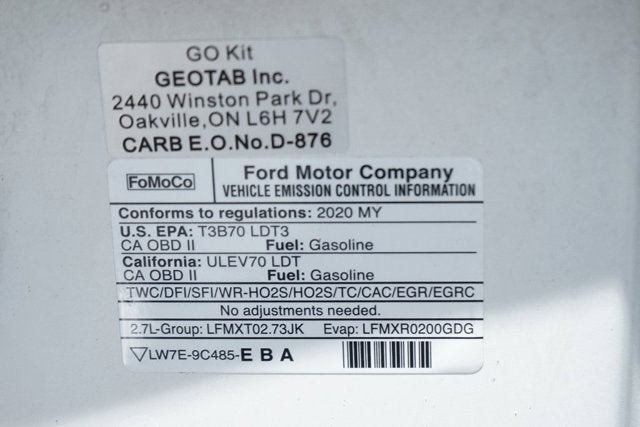 GO Kit
GEOTAB Inc.
2440 Winston Park Dr,
Oakville,ON L6H 7V2
CARB E.O.No.D-876
FoMoCo
Ford Motor Company
VEHICLE EMISSION CONTROL INFORMATION
Conforms to regulations: 2020 MY
U.S. EPA: T3B70 LDT3
CA OBD II Fuel: Gasoline
California: ULEV70 LDT
CA OBD II Fuel: Gasoline
TWC/DFI/SFI/WR-HO2S/HO2S/TC/CAC/EGR/EGRC
No adjustments needed.
2.7L-Group: LFMXT02.73JK Evap: LFMXR0200GDG
▽LW7E-9C485-E B A